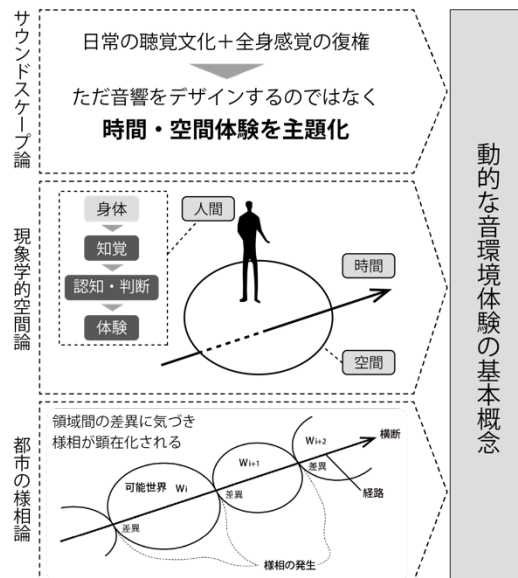 サウンドスケープ論
日常の聴覚文化＋全身感覚の復権
ただ音響をデザインするのではなく
時間・空間体験を主題化
現象学的空間論
身体
知覚
認知・判断
体験
人間
時間
空間
都市の様相論
領域間の差異に気づき
様相が顕在化される
可能世界 Wi
Wi+1
Wi+2
横断
差異
差異
差異
経路
様相の発生
動的な音環境体験の基本概念